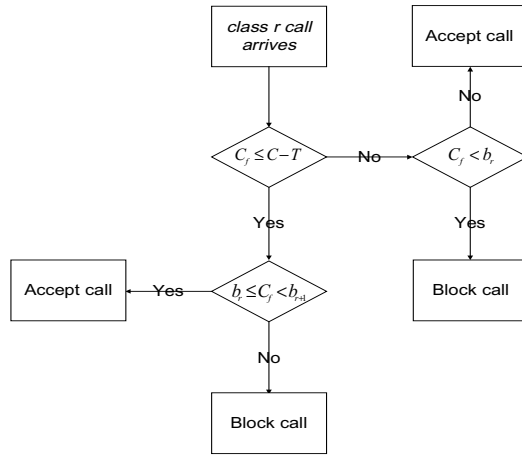 class r call
arrives
Accept call
No
C_f ≤ C−T
No
C_f < b_r
Yes
Yes
Accept call
Yes
b_r ≤ C_f < b_{r+1}
Block call
No
Block call